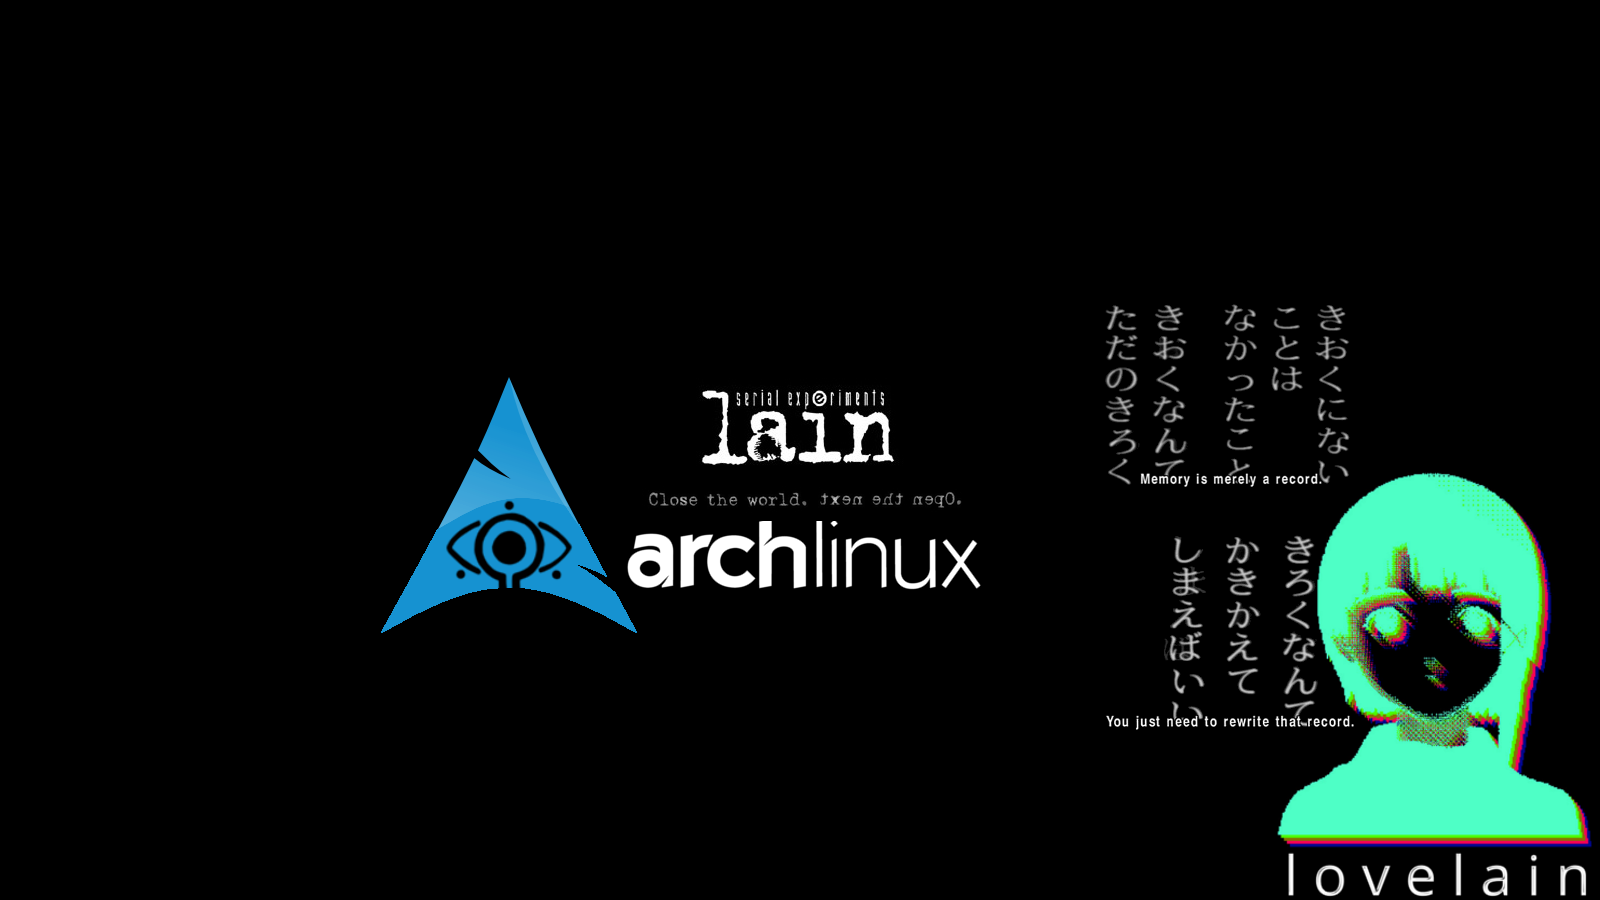 serial experiments
lain
Close the world, Open the next.
archlinux
きおくにない
ことは
なかったこと
きおくなんて
ただのきろく
Memory is merely a record.
きろくなんて
かきかえて
しまえばいい
You just need to rewrite that record.
lovelain